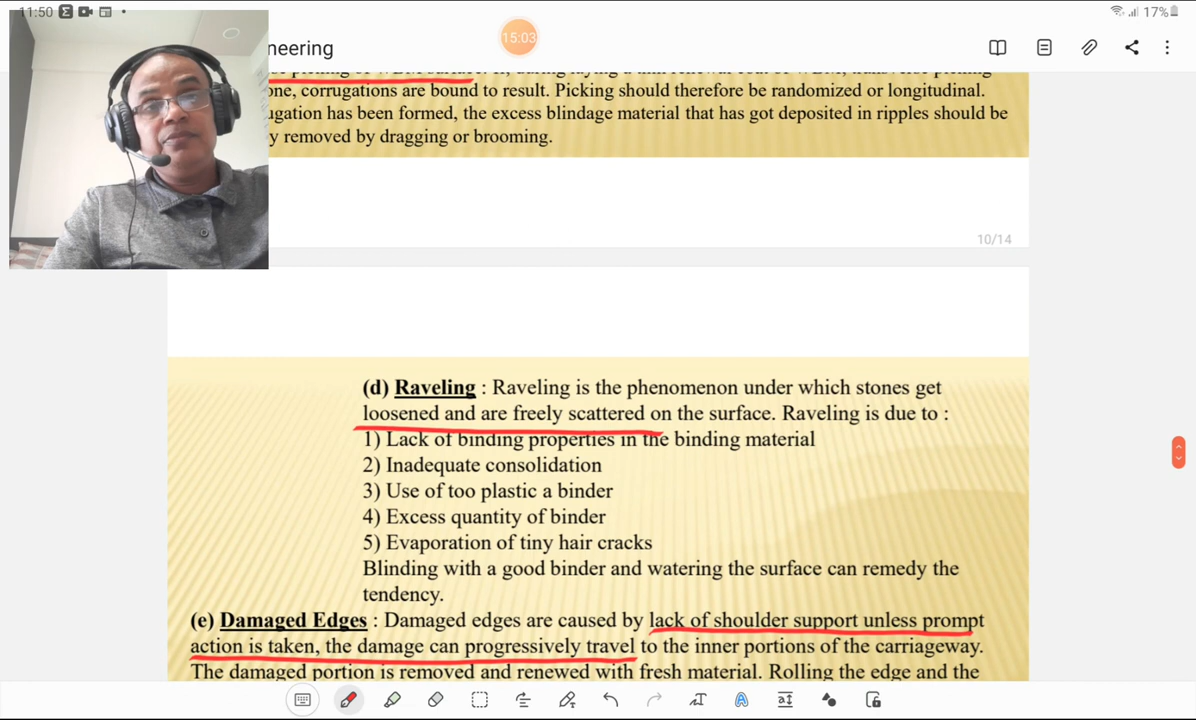 11:50
17%
15:03
neering
one, corrugations are bound to result. Picking should therefore be randomized or longitudinal.
ugation has been formed, the excess blindage material that has got deposited in ripples should be
y removed by dragging or brooming.
10/14
(d) Raveling : Raveling is the phenomenon under which stones get
loosened and are freely scattered on the surface. Raveling is due to :
1) Lack of binding properties in the binding material
2) Inadequate consolidation
3) Use of too plastic a binder
4) Excess quantity of binder
5) Evaporation of tiny hair cracks
Blinding with a good binder and watering the surface can remedy the
tendency.
(e) Damaged Edges : Damaged edges are caused by lack of shoulder support unless prompt
action is taken, the damage can progressively travel to the inner portions of the carriageway.
The damaged portion is removed and renewed with fresh material. Rolling the edge and the